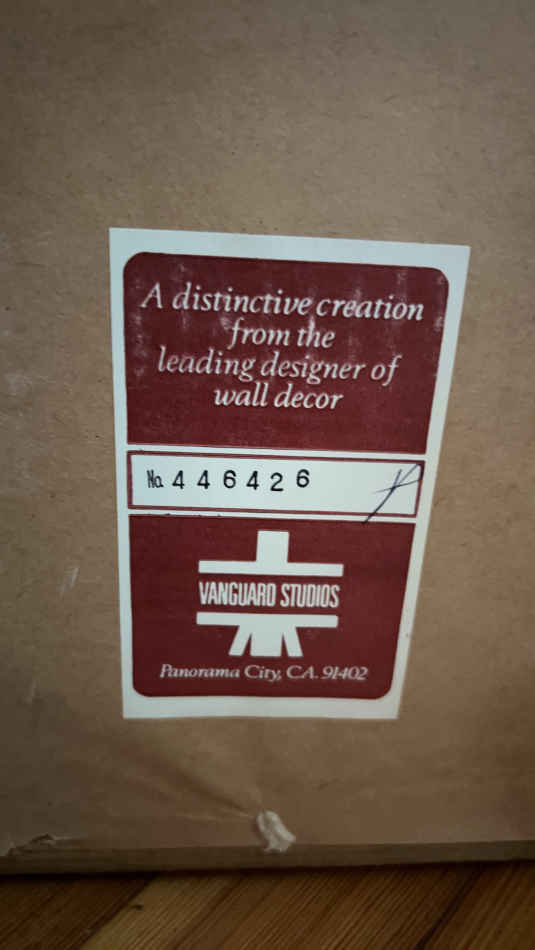 A distinctive creation
from the
leading designer of
wall decor
No. 446426
VANGUARD STUDIOS
Panorama City, CA. 91402